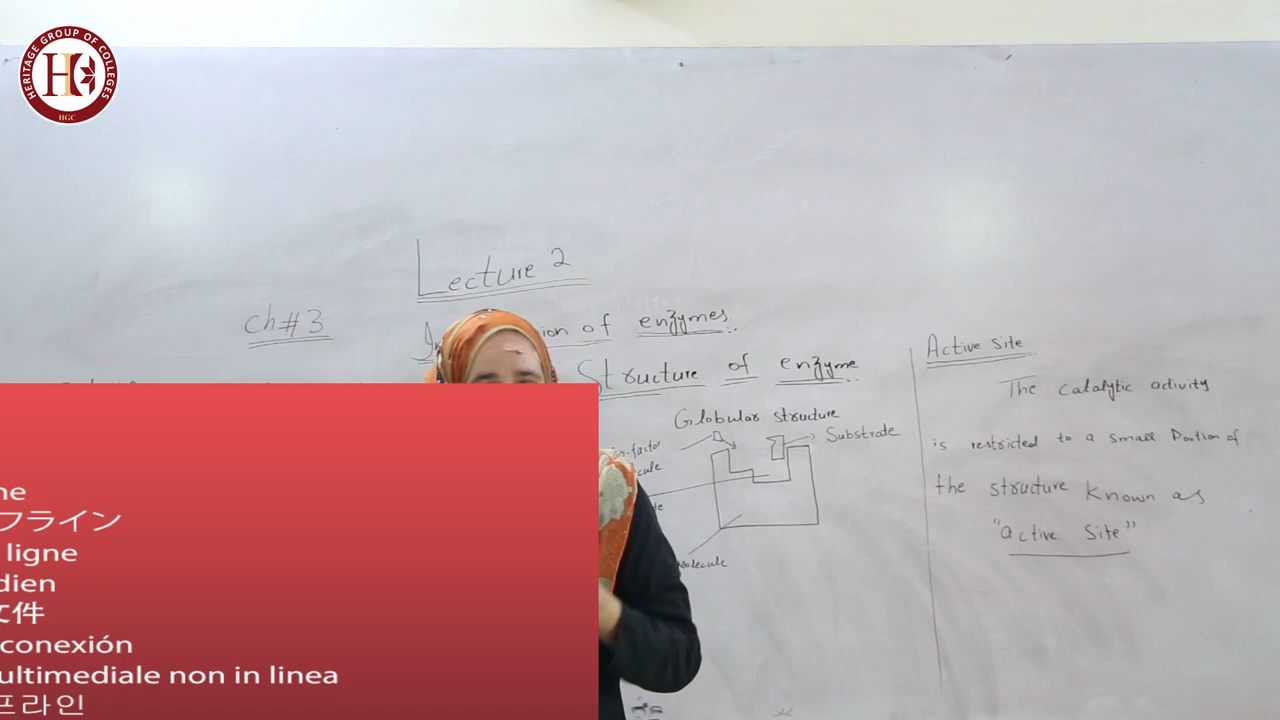 HERITAGE GROUP OF COLLEGES
HGC
Lecture 2
Ch#3
ion of enzymes
Structure of enzyme
Globular structure
Substrate
Active Site
The catalytic activity
is restricted to a small Portion of
the structure known as
"active Site"
ne
フライン
ligne
dien
文件
conexión
ultimediale non in linea
프라인